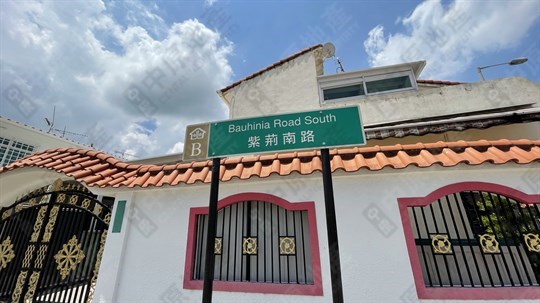 B
Bauhinia Road South
紫荊南路